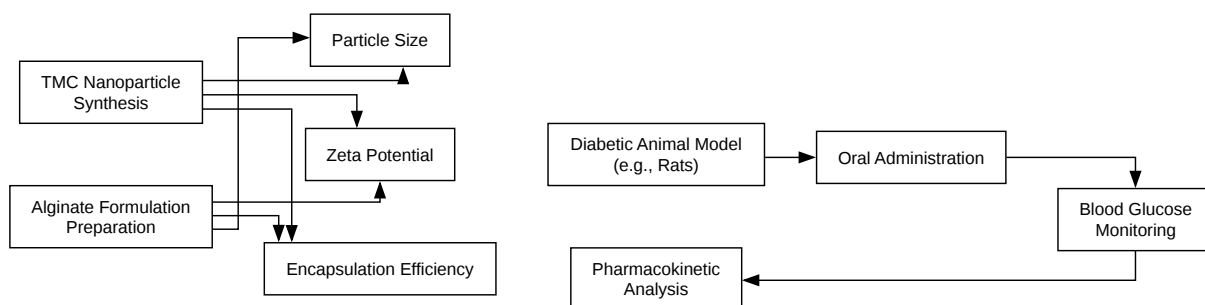 Particle Size
TMC Nanoparticle
Synthesis
Zeta Potential
Alginate Formulation
Preparation
Encapsulation Efficiency
Diabetic Animal Model
(e.g., Rats)
Oral Administration
Blood Glucose
Monitoring
Pharmacokinetic
Analysis